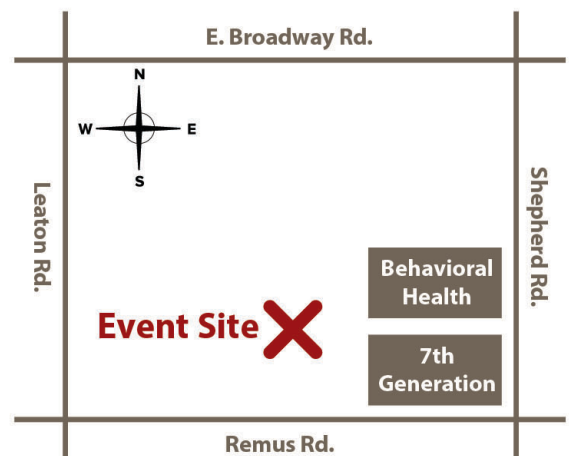 E. Broadway Rd.
N
W E
S
Leaton Rd.
Shepherd Rd.
Behavioral
Health
Event Site
7th
Generation
Remus Rd.